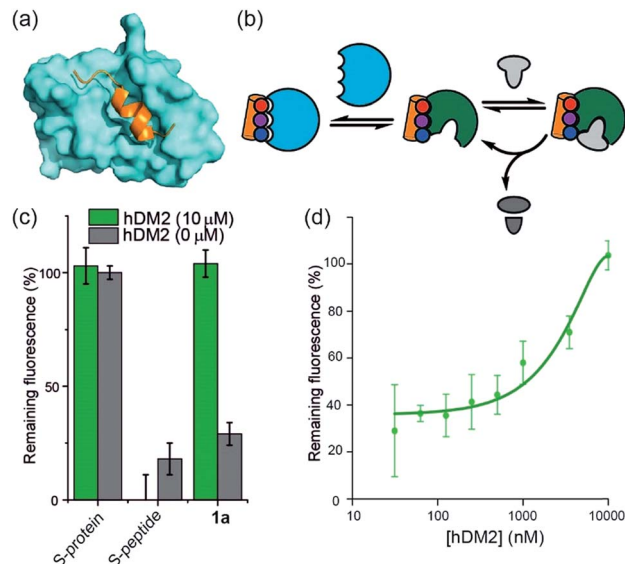 (a)
(b)
(c)
hDM2 (10 μM)
hDM2 (0 μM)
Remaining fluorescence (%)
100
50
0
S-protein
S-peptide
1a
(d)
Remaining fluorescence (%)
100
80
60
40
20
0
10
100
1000
10000
[hDM2] (nM)